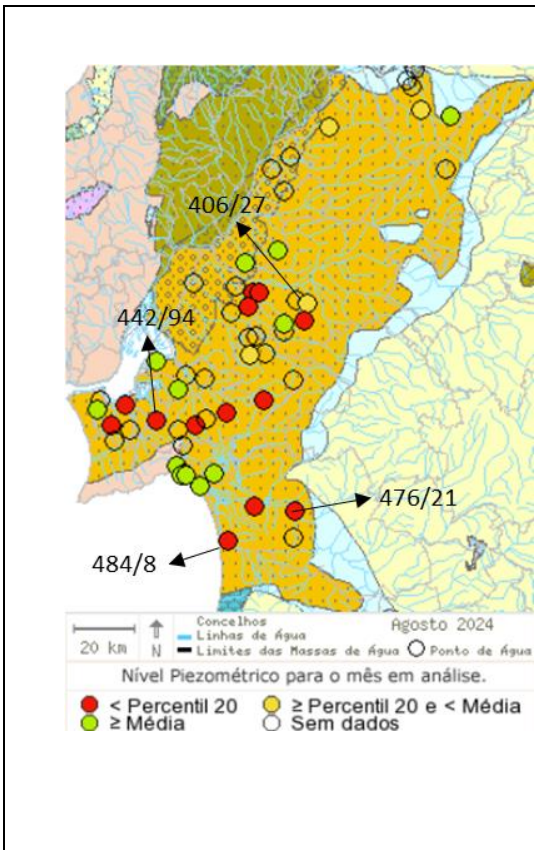 406/27
442/94
476/21
484/8
Concelhos
Linhas de Água
Limites das Massas de Água
Agosto 2024
Ponto de Água
20 km
N
Nível Piezométrico para o mês em análise.
< Percentil 20
≥ Percentil 20 e < Média
≥ Média
Sem dados